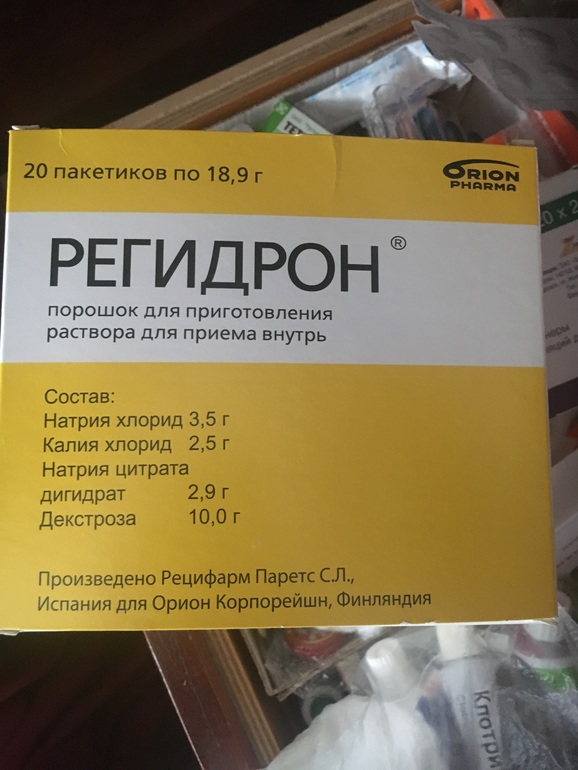 20 пакетиков по 18,9 г
ORION
PHARMA
РЕГИДРОН®
порошок для приготовления
раствора для приема внутрь
Состав:
Натрия хлорид 3,5 г
Калия хлорид 2,5 г
Натрия цитрата
дигидрат 2,9 г
Декстроза 10,0 г
Произведено Рецифарм Паретс С.Л.,
Испания для Орион Корпорейшн, Финляндия
Клотри